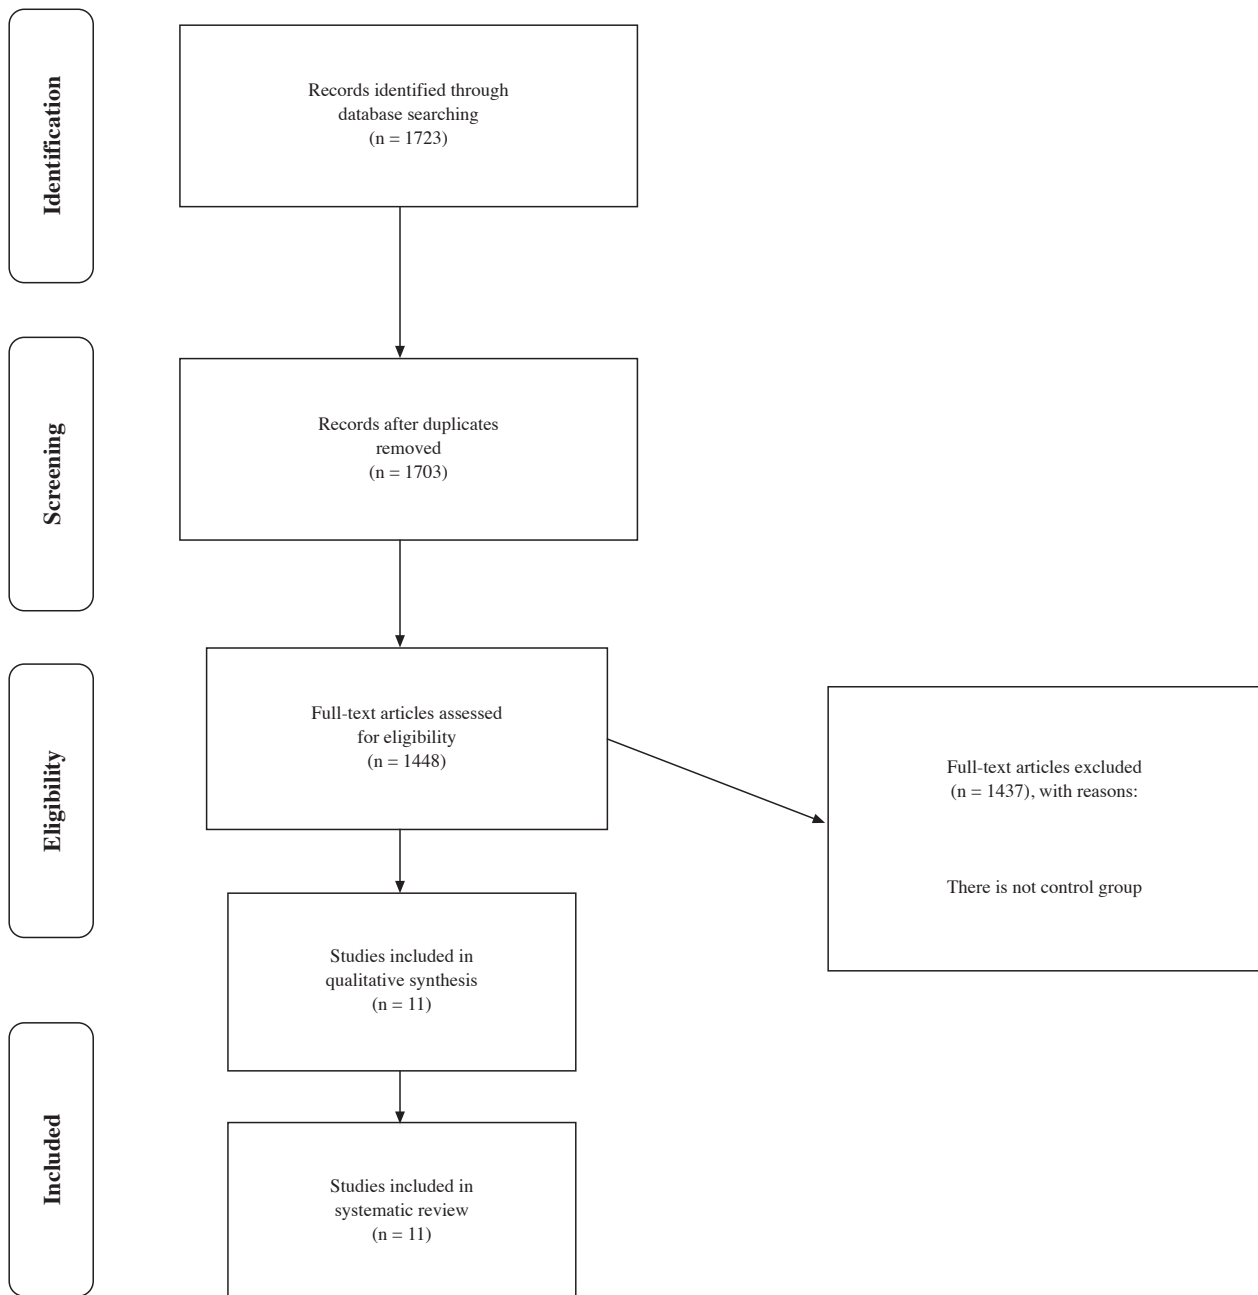 Identification
Records identified through
database searching
(n = 1723)
Screening
Records after duplicates
removed
(n = 1703)
Eligibility
Full-text articles assessed
for eligibility
(n = 1448)
Full-text articles excluded
(n = 1437), with reasons:
There is not control group
Studies included in
qualitative synthesis
(n = 11)
Included
Studies included in
systematic review
(n = 11)